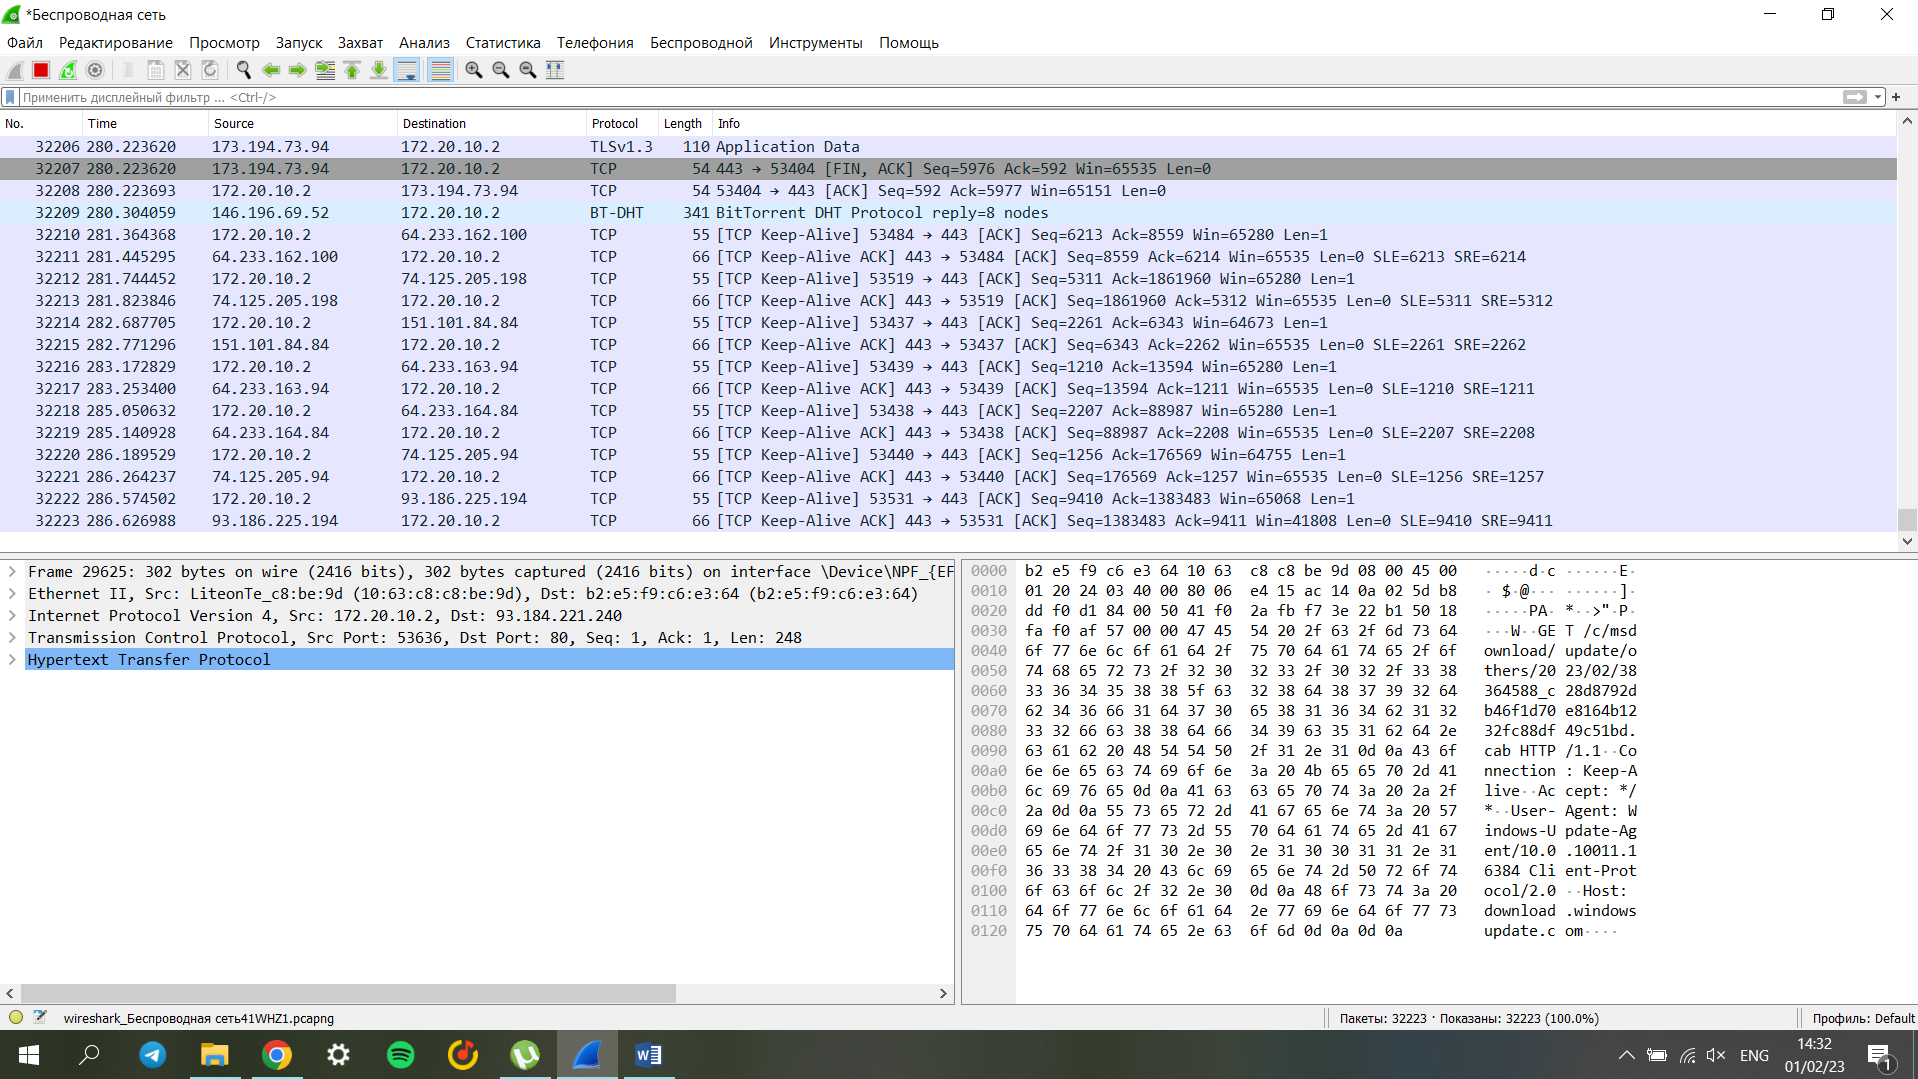 *Беспроводная сеть
Файл Редактирование Просмотр Запуск Захват Анализ Статистика Телефония Беспроводной Инструменты Помощь
Применить дисплейный фильтр ... <Ctrl-/>
No. Time Source Destination Protocol Length Info
32206 280.223620 173.194.73.94 172.20.10.2 TLSv1.3 110 Application Data
32207 280.223620 173.194.73.94 172.20.10.2 TCP 54 443 → 53404 [FIN, ACK] Seq=5976 Ack=592 Win=65535 Len=0
32208 280.223693 172.20.10.2 173.194.73.94 TCP 54 53404 → 443 [ACK] Seq=592 Ack=5977 Win=65151 Len=0
32209 280.304059 146.196.69.52 172.20.10.2 BT-DHT 341 BitTorrent DHT Protocol reply=8 nodes
32210 281.364368 172.20.10.2 64.233.162.100 TCP 55 [TCP Keep-Alive] 53484 → 443 [ACK] Seq=6213 Ack=8559 Win=65280 Len=1
32211 281.445295 64.233.162.100 172.20.10.2 TCP 66 [TCP Keep-Alive ACK] 443 → 53484 [ACK] Seq=8559 Ack=6214 Win=65535 Len=0 SLE=6213 SRE=6214
32212 281.744452 172.20.10.2 74.125.205.198 TCP 55 [TCP Keep-Alive] 53519 → 443 [ACK] Seq=5311 Ack=1861960 Win=65280 Len=1
32213 281.823846 74.125.205.198 172.20.10.2 TCP 66 [TCP Keep-Alive ACK] 443 → 53519 [ACK] Seq=1861960 Ack=5312 Win=65535 Len=0 SLE=5311 SRE=5312
32214 282.687705 172.20.10.2 151.101.84.84 TCP 55 [TCP Keep-Alive] 53437 → 443 [ACK] Seq=2261 Ack=6343 Win=64673 Len=1
32215 282.771296 151.101.84.84 172.20.10.2 TCP 66 [TCP Keep-Alive ACK] 443 → 53437 [ACK] Seq=6343 Ack=2262 Win=65535 Len=0 SLE=2261 SRE=2262
32216 283.172829 172.20.10.2 64.233.163.94 TCP 55 [TCP Keep-Alive] 53439 → 443 [ACK] Seq=1210 Ack=13594 Win=65280 Len=1
32217 283.253400 64.233.163.94 172.20.10.2 TCP 66 [TCP Keep-Alive ACK] 443 → 53439 [ACK] Seq=13594 Ack=1211 Win=65535 Len=0 SLE=1210 SRE=1211
32218 285.050632 172.20.10.2 64.233.164.84 TCP 55 [TCP Keep-Alive] 53438 → 443 [ACK] Seq=2207 Ack=88987 Win=65280 Len=1
32219 285.140928 64.233.164.84 172.20.10.2 TCP 66 [TCP Keep-Alive ACK] 443 → 53438 [ACK] Seq=88987 Ack=2208 Win=65535 Len=0 SLE=2207 SRE=2208
32220 286.189529 172.20.10.2 74.125.205.94 TCP 55 [TCP Keep-Alive] 53440 → 443 [ACK] Seq=1256 Ack=176569 Win=64755 Len=1
32221 286.264237 74.125.205.94 172.20.10.2 TCP 66 [TCP Keep-Alive ACK] 443 → 53440 [ACK] Seq=176569 Ack=1257 Win=65535 Len=0 SLE=1256 SRE=1257
32222 286.574502 172.20.10.2 93.186.225.194 TCP 55 [TCP Keep-Alive] 53531 → 443 [ACK] Seq=9410 Ack=1383483 Win=65068 Len=1
32223 286.626988 93.186.225.194 172.20.10.2 TCP 66 [TCP Keep-Alive ACK] 443 → 53531 [ACK] Seq=1383483 Ack=9411 Win=41808 Len=0 SLE=9410 SRE=9411
Frame 29625: 302 bytes on wire (2416 bits), 302 bytes captured (2416 bits) on interface \Device\NPF_{EF
Ethernet II, Src: LiteonTe_c8:be:9d (10:63:c8:c8:be:9d), Dst: b2:e5:f9:c6:e3:64 (b2:e5:f9:c6:e3:64)
Internet Protocol Version 4, Src: 172.20.10.2, Dst: 93.184.221.240
Transmission Control Protocol, Src Port: 53636, Dst Port: 80, Seq: 1, Ack: 1, Len: 248
Hypertext Transfer Protocol
0000 b2 e5 f9 c6 e3 64 10 63 c8 c8 be 9d 08 00 45 00 ·····d·c ······E·
0010 01 20 24 03 40 00 80 06 e4 15 ac 14 0a 02 5d b8 · $·@··· ······]·
0020 dd f0 d1 84 00 50 41 f0 2a fb f7 3e 22 b1 50 18 ·····PA· *··>"·P·
0030 fa f0 af 57 00 00 47 45 54 20 2f 63 2f 6d 73 64 ···W··GE T /c/msd
0040 6f 77 6e 6c 6f 61 64 2f 75 70 64 61 74 65 2f 6f ownload/ update/o
0050 74 68 65 72 73 2f 32 30 32 33 2f 30 32 2f 33 38 thers/20 23/02/38
0060 33 36 34 35 38 38 5f 63 32 38 64 38 37 39 32 64 364588_c 28d8792d
0070 62 34 36 66 31 64 37 30 65 38 31 36 34 62 31 32 b46f1d70 e8164b12
0080 33 32 66 63 38 38 64 66 34 39 63 35 31 62 64 2e 32fc88df 49c51bd.
0090 63 61 62 20 48 54 54 50 2f 31 2e 31 0d 0a 43 6f cab HTTP /1.1··Co
00a0 6e 6e 65 63 74 69 6f 6e 3a 20 4b 65 65 70 2d 41 nnection : Keep-A
00b0 6c 69 76 65 0d 0a 41 63 63 65 70 74 3a 20 2a 2f live··Ac cept: */
00c0 2a 0d 0a 55 73 65 72 2d 41 67 65 6e 74 3a 20 57 *··User- Agent: W
00d0 69 6e 64 6f 77 73 2d 55 70 64 61 74 65 2d 41 67 indows-U pdate-Ag
00e0 65 6e 74 2f 31 30 2e 30 2e 31 30 30 31 31 2e 31 ent/10.0 .10011.1
00f0 36 33 38 34 20 43 6c 69 65 6e 74 2d 50 72 6f 74 6384 Cli ent-Prot
0100 6f 63 6f 6c 2f 32 2e 30 0d 0a 48 6f 73 74 3a 20 ocol/2.0 ··Host: 
0110 64 6f 77 6e 6c 6f 61 64 2e 77 69 6e 64 6f 77 73 download .windows
0120 75 70 64 61 74 65 2e 63 6f 6d 0d 0a 0d 0a update.c om····
wireshark_Беспроводная сеть41WHZ1.pcapng
Пакеты: 32223 · Показаны: 32223 (100.0%)
Профиль: Default
ENG
14:32
01/02/23
1